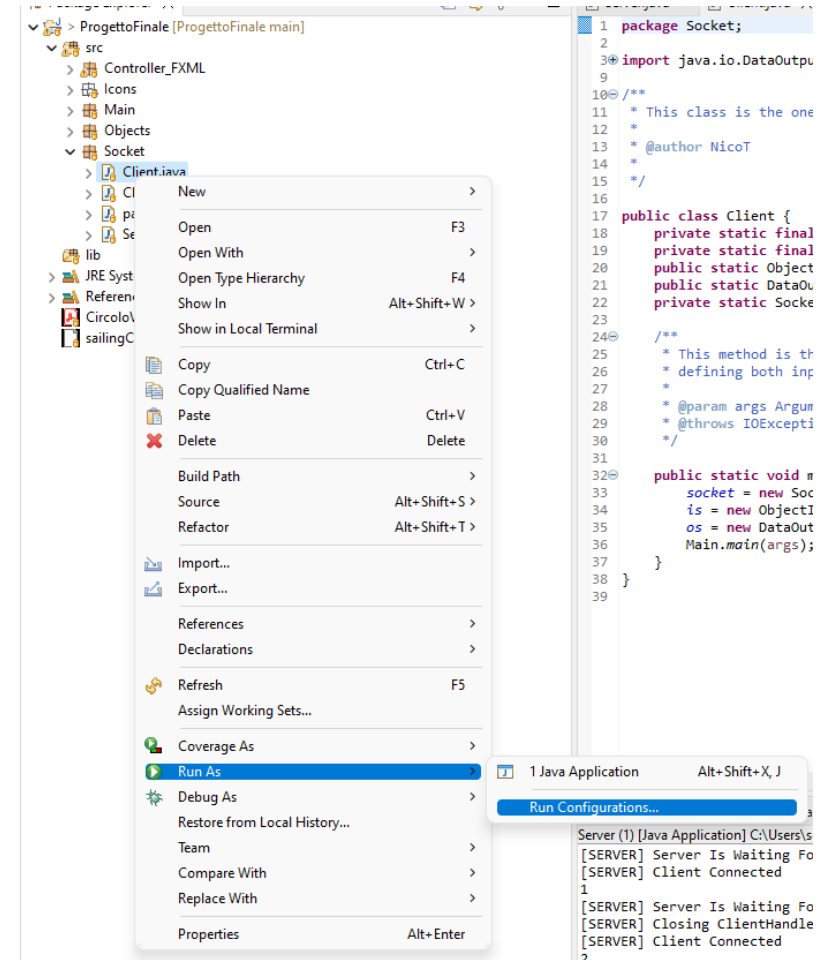 > ProgettoFinale [ProgettoFinale main]
src
Controller_FXML
Icons
Main
Objects
Socket
Client.java
lib
JRE Syst
Referen
Circolo
sailingC
New
Open F3
Open With
Open Type Hierarchy F4
Show In Alt+Shift+W >
Show in Local Terminal
Copy Ctrl+C
Copy Qualified Name
Paste Ctrl+V
Delete Delete
Build Path
Source Alt+Shift+S >
Refactor Alt+Shift+T >
Import...
Export...
References
Declarations
Refresh F5
Assign Working Sets...
Coverage As
Run As
Debug As
Restore from Local History...
Team
Compare With
Replace With
Properties Alt+Enter
1 Java Application Alt+Shift+X, J
Run Configurations...
1 package Socket;
2
3 import java.io.DataOutpu
9
10 /**
11 * This class is the one
12 *
13 * @author NicoT
14 *
15 */
16
17 public class Client {
18 private static final
19 private static final
20 public static Object
21 public static DataOu
22 private static Socke
23
24 /**
25 * This method is th
26 * defining both inp
27 *
28 * @param args Argum
29 * @throws IOExcepti
30 */
31
32 public static void m
33 socket = new Soc
34 is = new ObjectI
35 os = new DataOut
36 Main.main(args);
37 }
38 }
39
Server (1) [Java Application] C:\Users\s
[SERVER] Server Is Waiting Fo
[SERVER] Client Connected
1
[SERVER] Server Is Waiting Fo
[SERVER] Closing ClientHandle
[SERVER] Client Connected
2